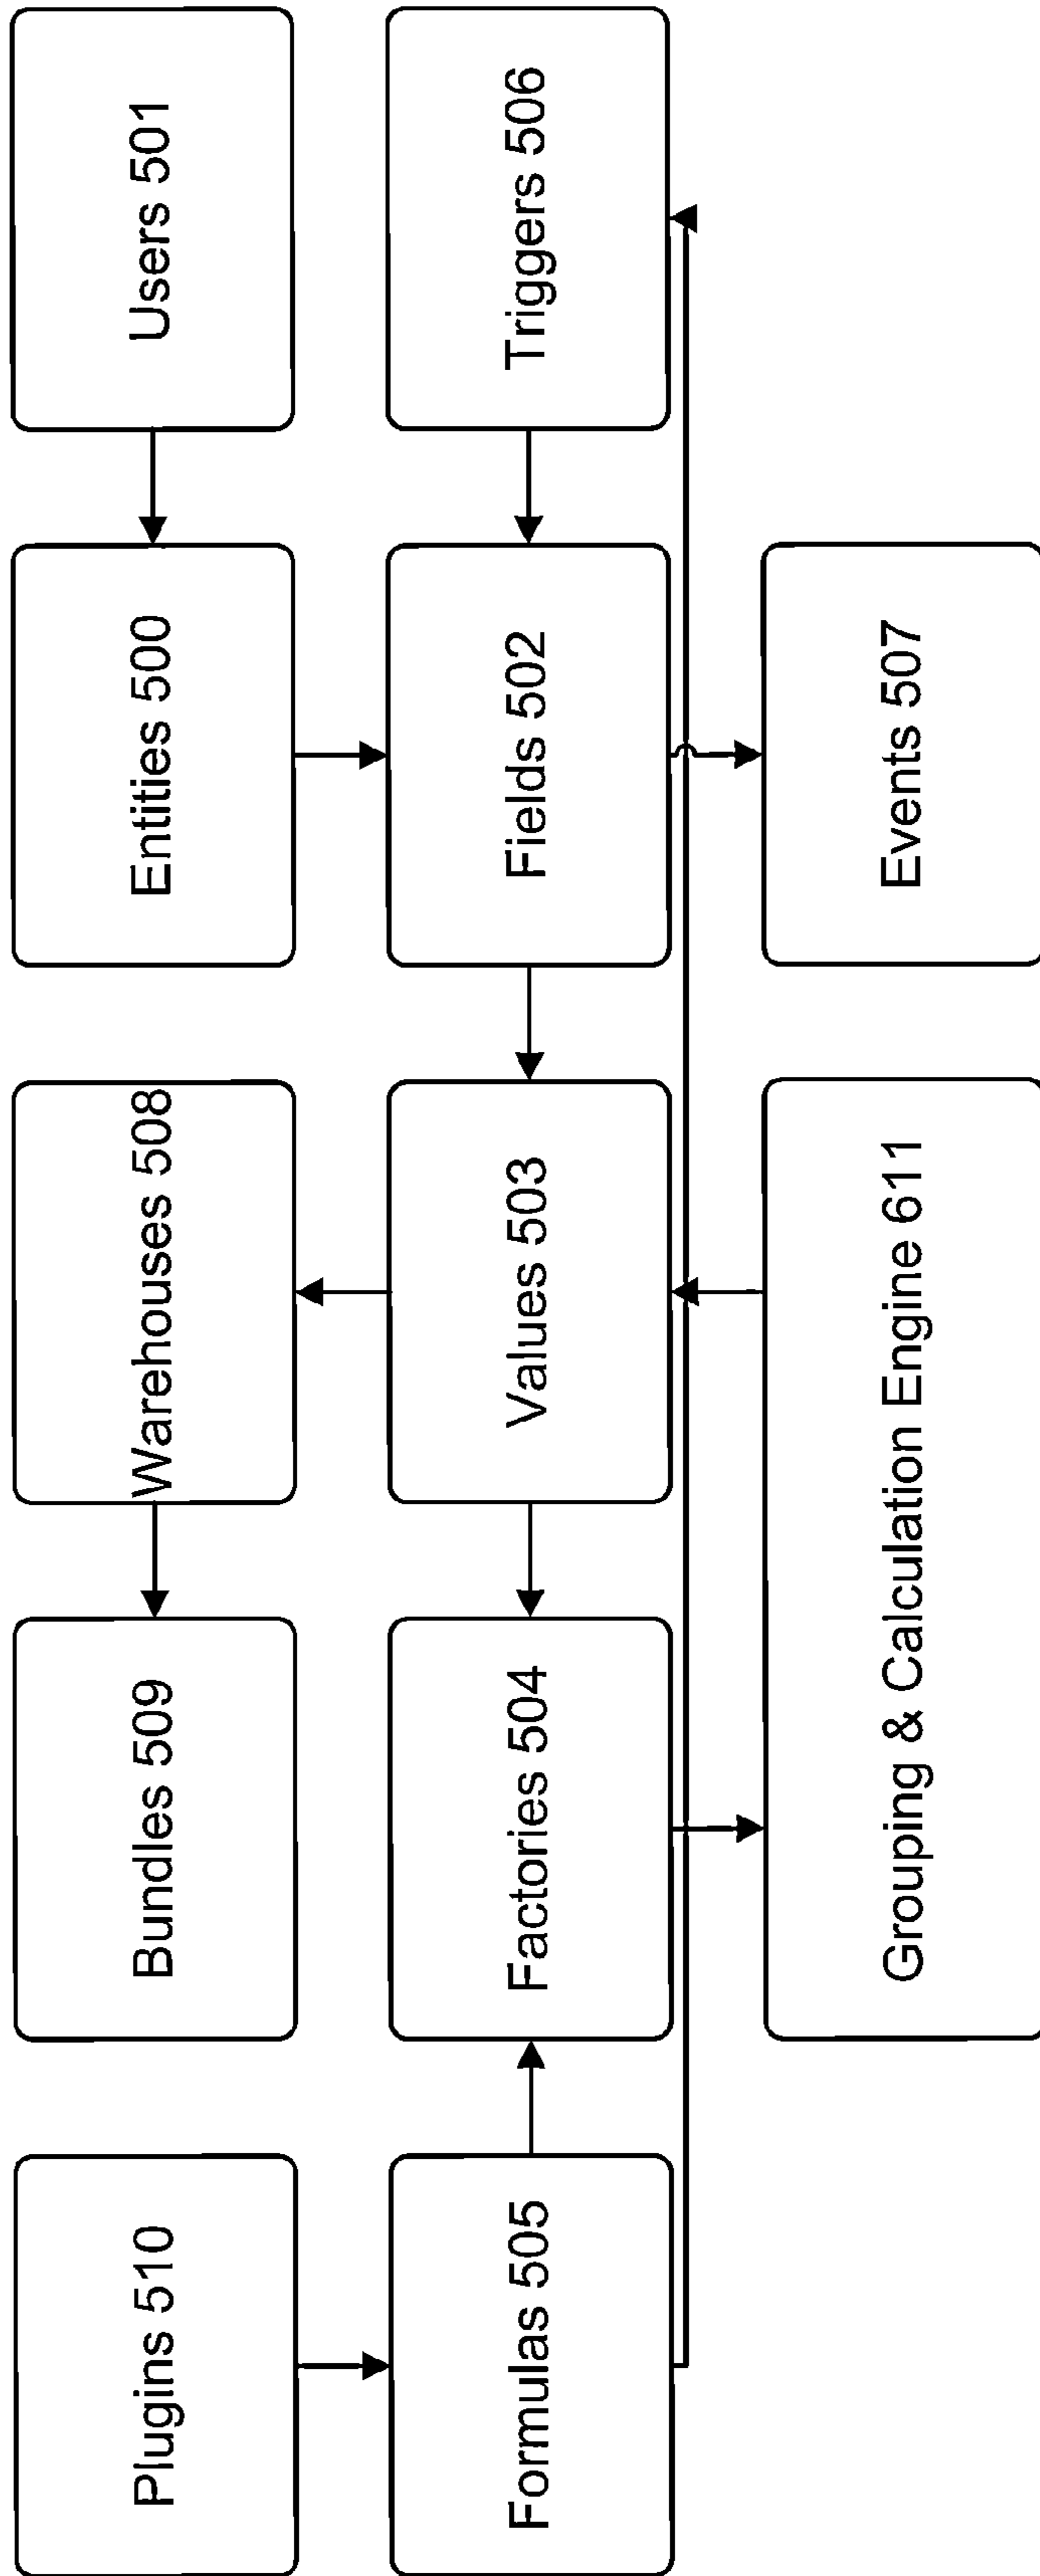 Plugins 510
Bundles 509
Warehouses 508
Entities 500
Users 501
Formulas 505
Factories 504
Values 503
Fields 502
Triggers 506
Grouping & Calculation Engine 611
Events 507